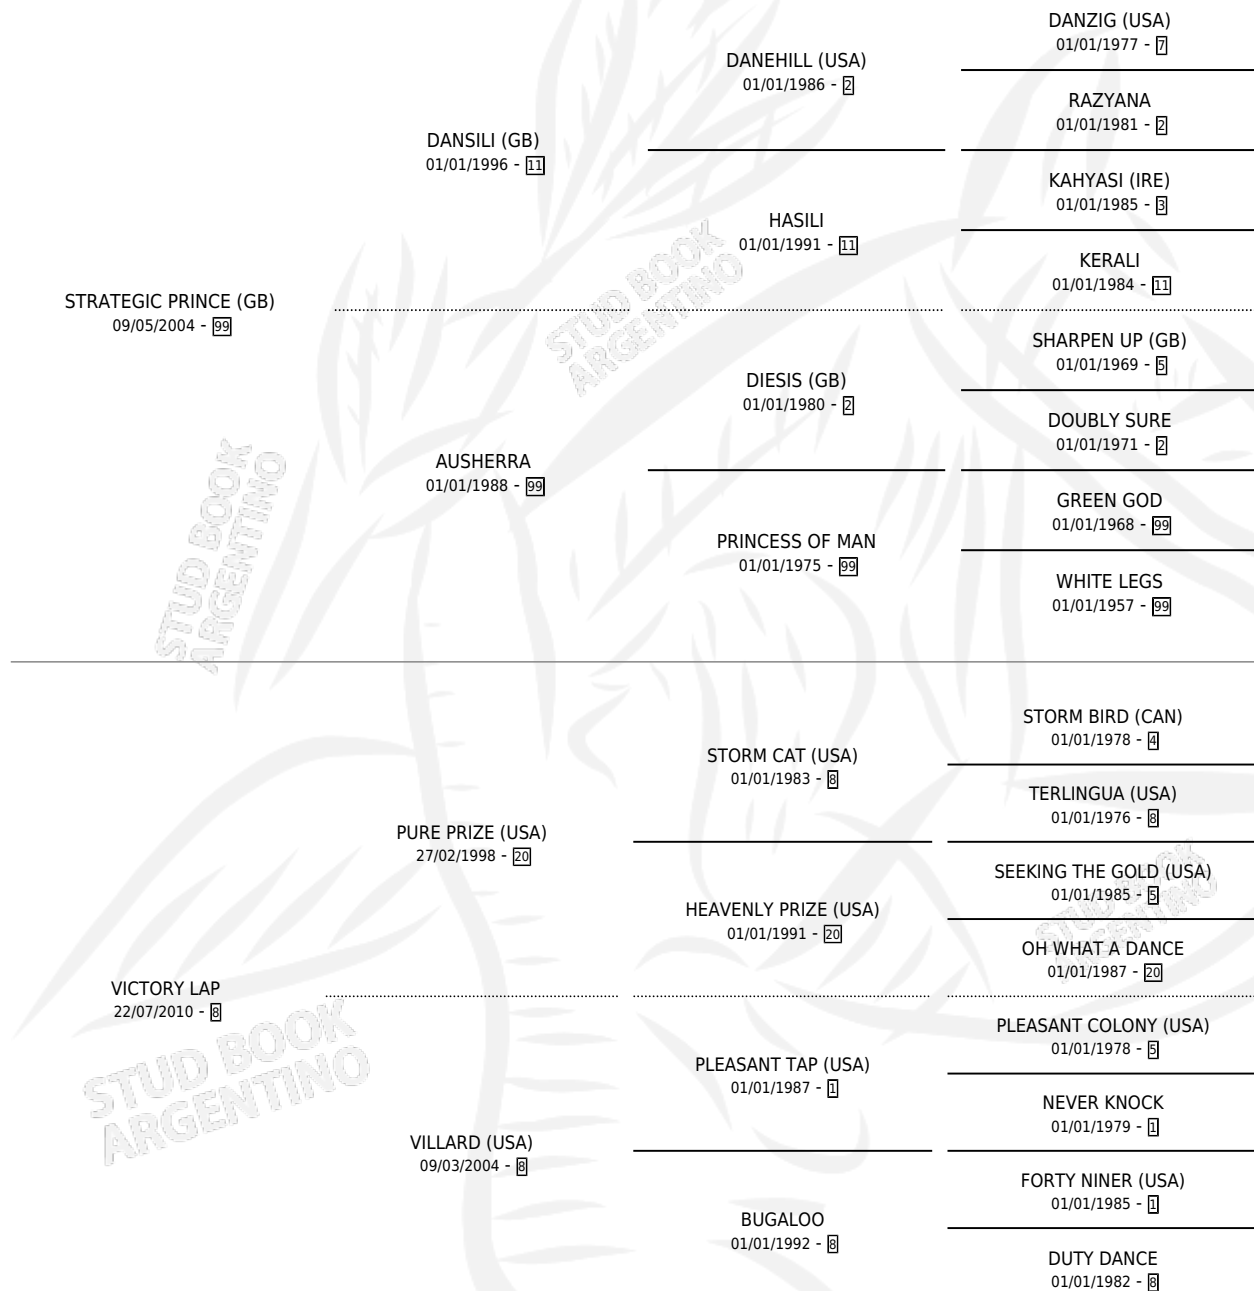 DANZIG (USA)
01/01/1977 - 7
DANEHILL (USA)
01/01/1986 - 2
RAZYANA
01/01/1981 - 2
DANSILI (GB)
01/01/1996 - 11
KAHYASI (IRE)
01/01/1985 - 3
HASILI
01/01/1991 - 11
KERALI
01/01/1984 - 11
STRATEGIC PRINCE (GB)
09/05/2004 - 99
SHARPEN UP (GB)
01/01/1969 - 5
DIESIS (GB)
01/01/1980 - 2
DOUBLY SURE
01/01/1971 - 2
AUSHERRA
01/01/1988 - 99
GREEN GOD
01/01/1968 - 99
PRINCESS OF MAN
01/01/1975 - 99
WHITE LEGS
01/01/1957 - 99
STORM BIRD (CAN)
01/01/1978 - 4
STORM CAT (USA)
01/01/1983 - 8
TERLINGUA (USA)
01/01/1976 - 8
PURE PRIZE (USA)
27/02/1998 - 20
SEEKING THE GOLD (USA)
01/01/1985 - 5
HEAVENLY PRIZE (USA)
01/01/1991 - 20
OH WHAT A DANCE
01/01/1987 - 20
VICTORY LAP
22/07/2010 - 8
PLEASANT COLONY (USA)
01/01/1978 - 5
PLEASANT TAP (USA)
01/01/1987 - 1
NEVER KNOCK
01/01/1979 - 1
VILLARD (USA)
09/03/2004 - 8
FORTY NINER (USA)
01/01/1985 - 1
BUGALOO
01/01/1992 - 8
DUTY DANCE
01/01/1982 - 8
STUD BOOK
ARGENTINO
STUD BOOK
ARGENTINO
STUD BOOK
ARGENTINO
STUD BOOK
ARGENTINO